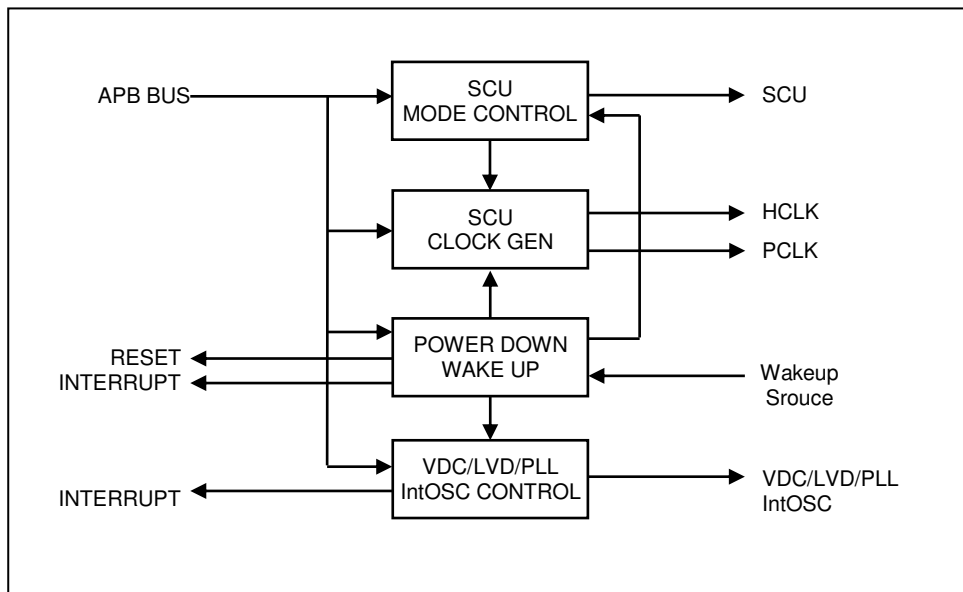 APB BUS
SCU
MODE CONTROL
SCU
SCU
CLOCK GEN
HCLK
PCLK
POWER DOWN
WAKE UP
RESET
INTERRUPT
Wakeup
Srouce
VDC/LVD/PLL
IntOSC CONTROL
INTERRUPT
VDC/LVD/PLL
IntOSC